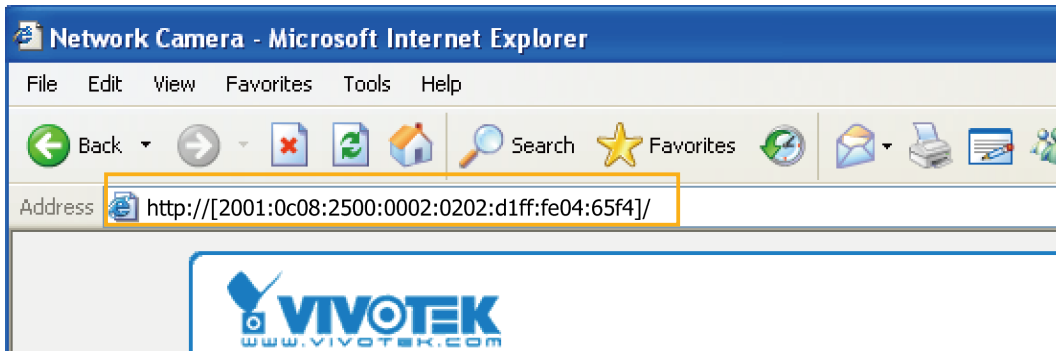 Network Camera - Microsoft Internet Explorer
File Edit View Favorites Tools Help
Back Search Favorites
Address http://[2001:0c08:2500:0002:0202:d1ff:fe04:65f4]/
VIVOTEK
www.vivotek.com